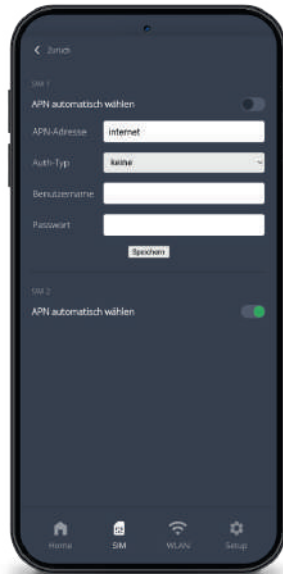 Zurück
SIM 1
APN automatisch wählen
APN-Adresse internet
Auth-Typ keine
Benutzername
Passwort
Speichern
SIM 2
APN automatisch wählen
Home SIM WLAN Setup